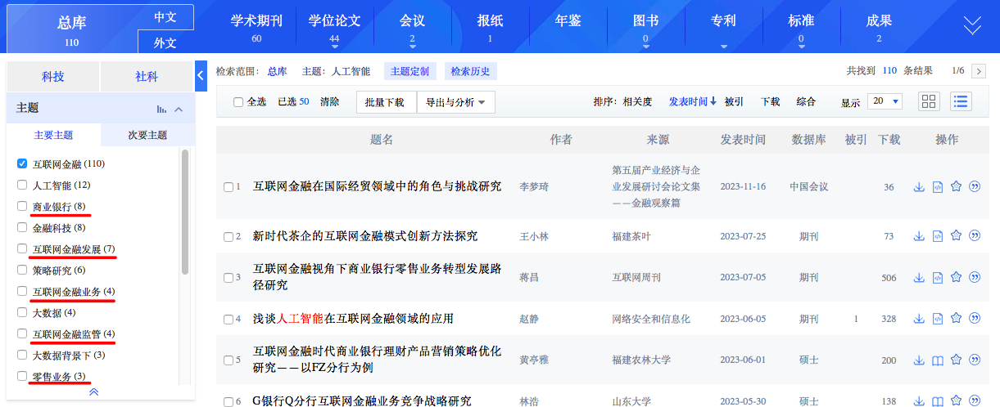 总库
110
中文
外文
学术期刊
60
学位论文
44
会议
2
报纸
1
年鉴
图书
0
专利
标准
0
成果
2
科技
社科
检索范围： 总库 主题：人工智能 主题定制 检索历史
共找到 110 条结果 1/6
主题
主要主题 次要主题
全选 已选 50 清除 批量下载 导出与分析
排序：相关度 发表时间 被引 下载 综合 显示 20
互联网金融 (110)
人工智能 (12)
商业银行 (8)
金融科技 (8)
互联网金融发展 (7)
策略研究 (6)
互联网金融业务 (4)
大数据 (4)
互联网金融监管 (4)
大数据背景下 (3)
零售业务 (3)
题名 作者 来源 发表时间 数据库 被引 下载 操作
1 互联网金融在国际经贸领域中的角色与挑战研究 李梦琦
第五届产业经济与企
业发展研讨会论文集
——金融观察篇
2023-11-16 中国会议 36
2 新时代茶企的互联网金融模式创新方法探究 王小林 福建茶叶 2023-07-25 期刊 73
3 互联网金融视角下商业银行零售业务转型发展路
径研究
蒋昌 互联网周刊 2023-07-05 期刊 506
4 浅谈人工智能在互联网金融领域的应用 赵静 网络安全和信息化 2023-06-05 期刊 1 328
5 互联网金融时代商业银行理财产品营销策略优化
研究——以FZ分行为例
黄亭雅 福建农林大学 2023-06-01 硕士 200
6 G银行Q分行互联网金融业务竞争战略研究 林浩 山东大学 2023-05-30 硕士 138